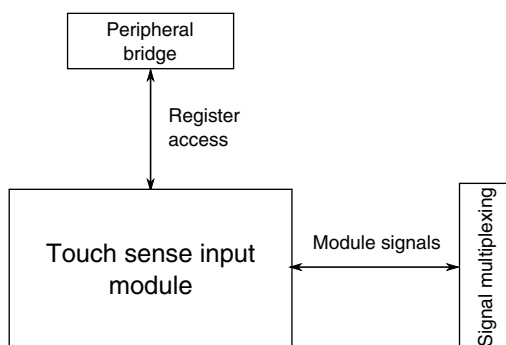 Peripheral
bridge
Register
access
Touch sense input
module
Module signals
Signal multiplexing